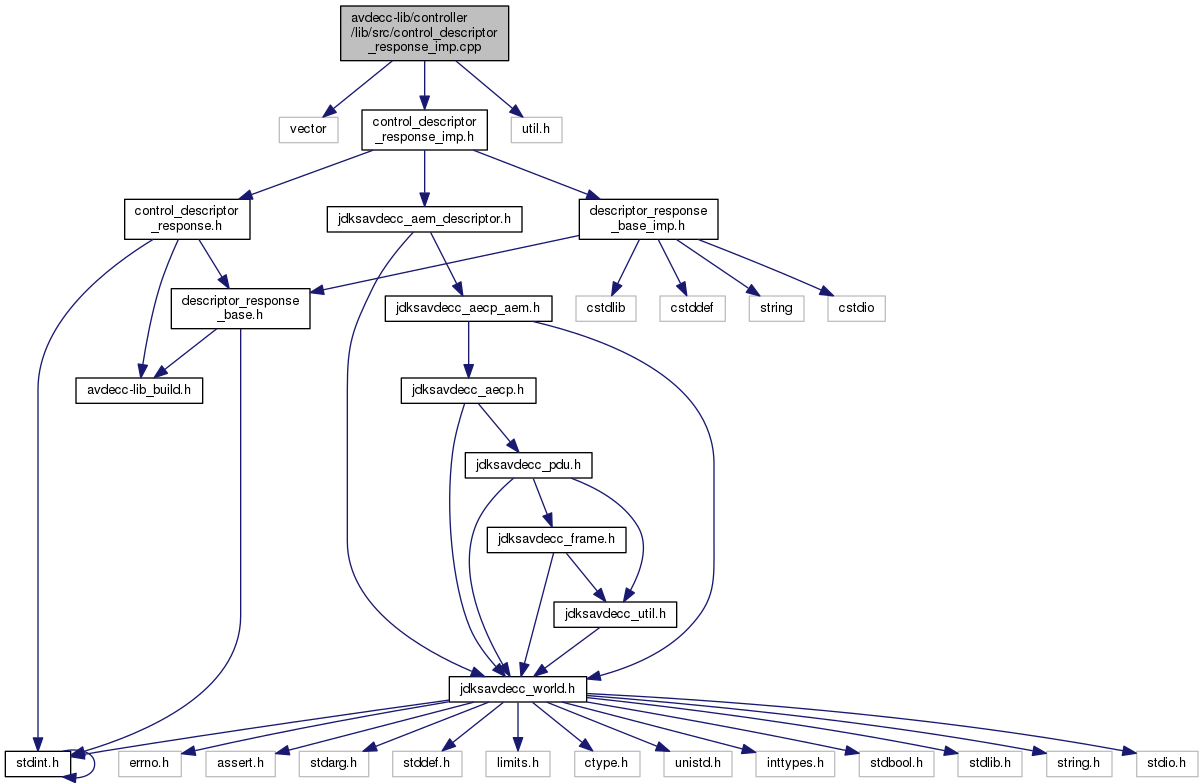 avdecc-lib/controller
/lib/src/control_descriptor
_response_imp.cpp
vector
control_descriptor
_response_imp.h
util.h
control_descriptor
_response.h
jdksavdecc_aem_descriptor.h
descriptor_response
_base_imp.h
descriptor_response
_base.h
jdksavdecc_aecp_aem.h
cstdlib
cstddef
string
cstdio
avdecc-lib_build.h
jdksavdecc_aecp.h
jdksavdecc_pdu.h
jdksavdecc_frame.h
jdksavdecc_util.h
jdksavdecc_world.h
stdint.h
errno.h
assert.h
stdarg.h
stddef.h
limits.h
ctype.h
unistd.h
inttypes.h
stdbool.h
stdlib.h
string.h
stdio.h